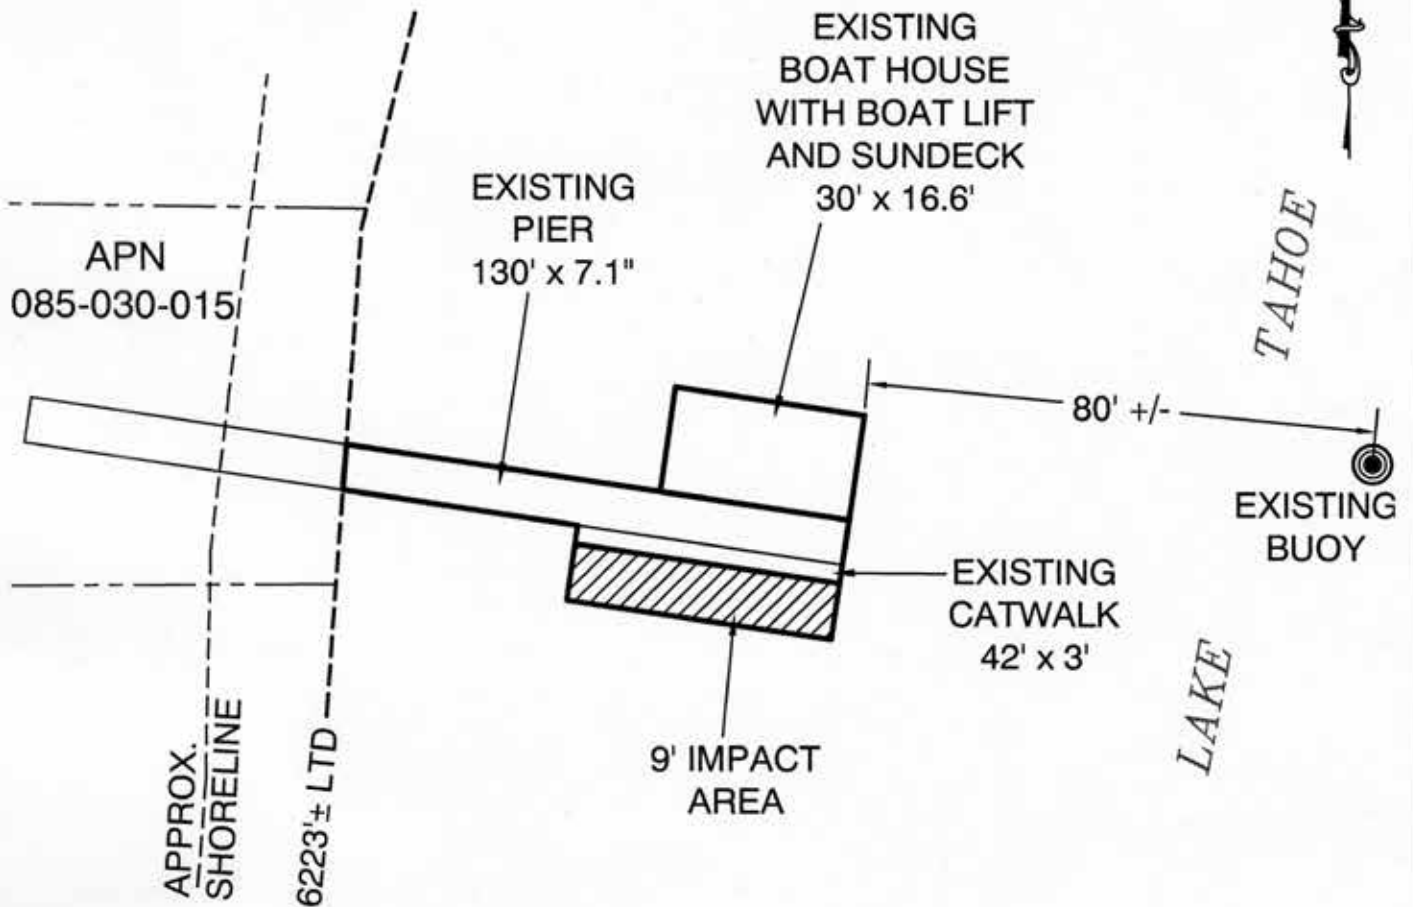 EXISTING
BOAT HOUSE
WITH BOAT LIFT
AND SUNDECK
30' x 16.6'
EXISTING
PIER
130' x 7.1"
APN
085-030-015
TAHOE
80' +/-
EXISTING
BUOY
EXISTING
CATWALK
42' x 3'
LAKE
9' IMPACT
AREA
APPROX.
SHORELINE
6223'± LTD